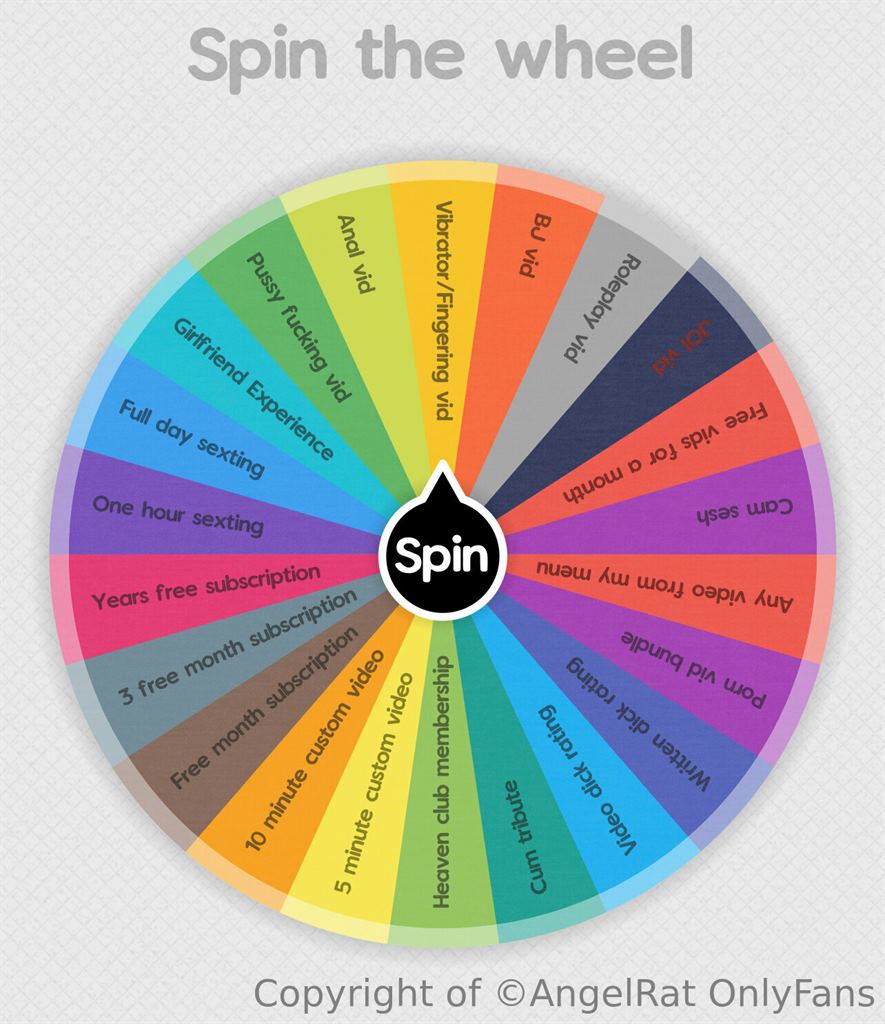 Spin the wheel
Vibrator/Fingering vid
BJ vid
Roleplay vid
JOI vid
Free vids for a month
Cam sesh
Any video from my menu
Porn vid bundle
Written dick rating
Video dick rating
Cum tribute
Heaven club membership
5 minute custom video
10 minute custom video
Free month subscription
3 free month subscription
Years free subscription
One hour sexting
Full day sexting
Girlfriend Experience
Pussy fucking vid
Anal vid
Spin
Copyright of ©AngelRat OnlyFans